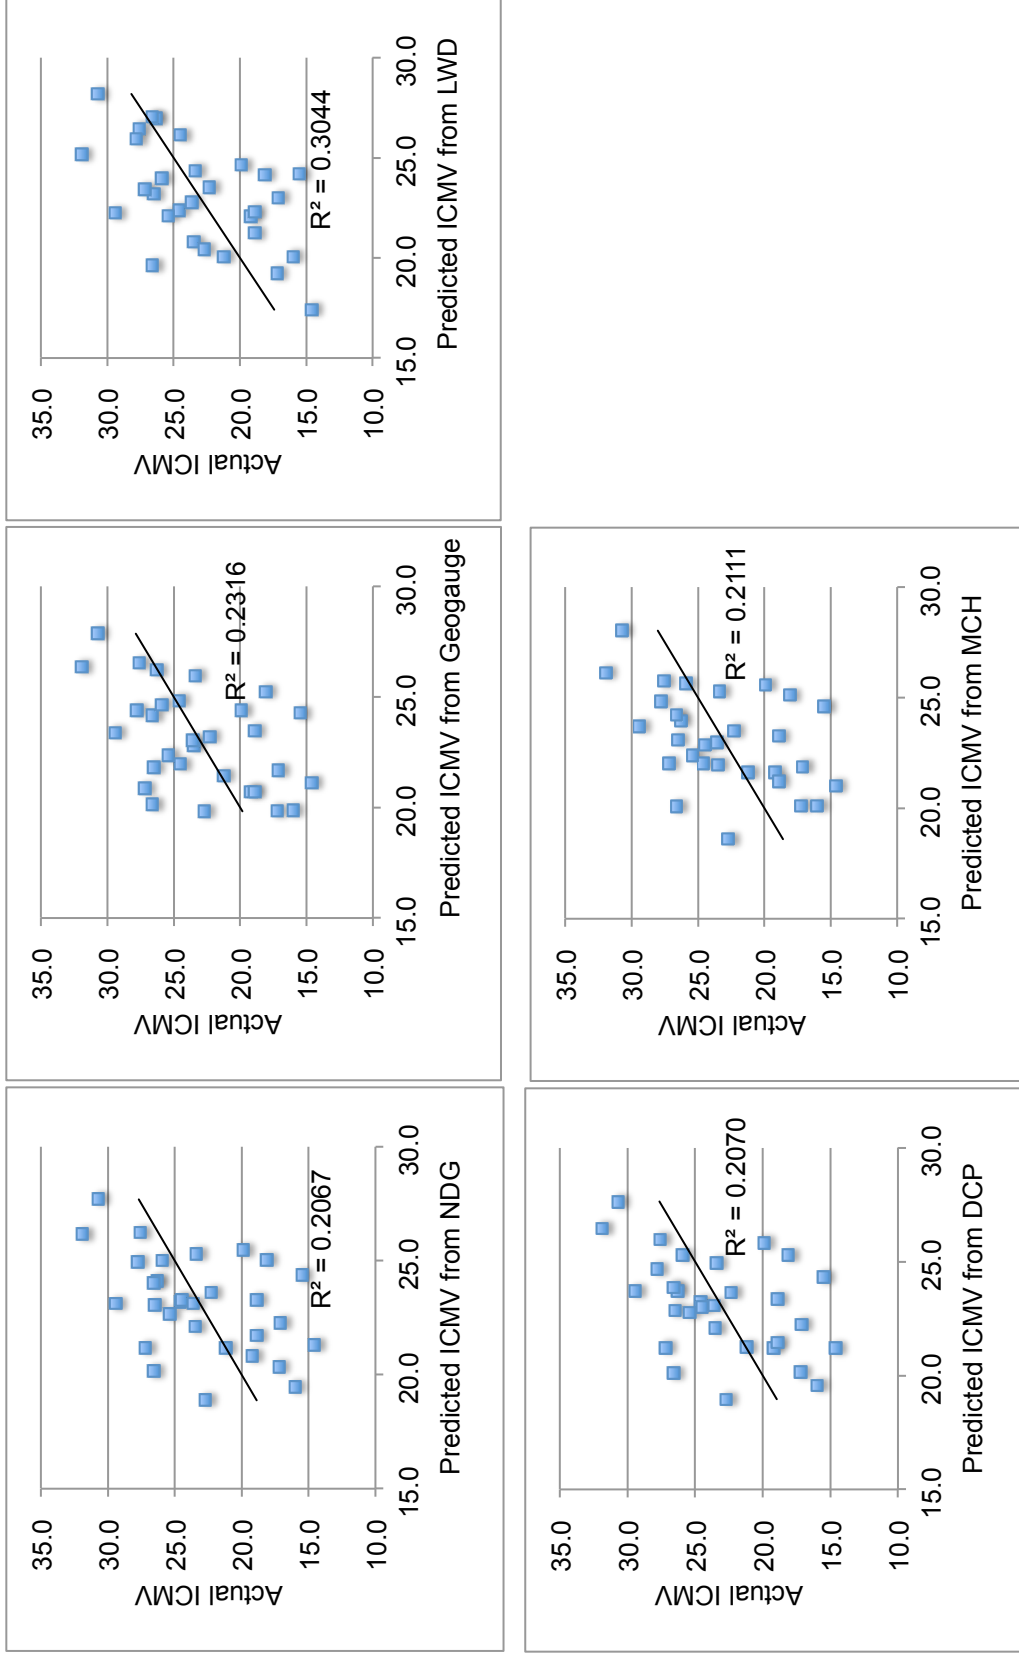 35.0
30.0
25.0
20.0
15.0
10.0
Actual ICMV
15.0 20.0 25.0 30.0
Predicted ICMV from NDG
R² = 0.2067
35.0
30.0
25.0
20.0
15.0
10.0
Actual ICMV
15.0 20.0 25.0 30.0
Predicted ICMV from Geogauge
R² = 0.2316
35.0
30.0
25.0
20.0
15.0
10.0
Actual ICMV
15.0 20.0 25.0 30.0
Predicted ICMV from LWD
R² = 0.3044
35.0
30.0
25.0
20.0
15.0
10.0
Actual ICMV
15.0 20.0 25.0 30.0
Predicted ICMV from DCP
R² = 0.2070
35.0
30.0
25.0
20.0
15.0
10.0
Actual ICMV
15.0 20.0 25.0 30.0
Predicted ICMV from MCH
R² = 0.2111